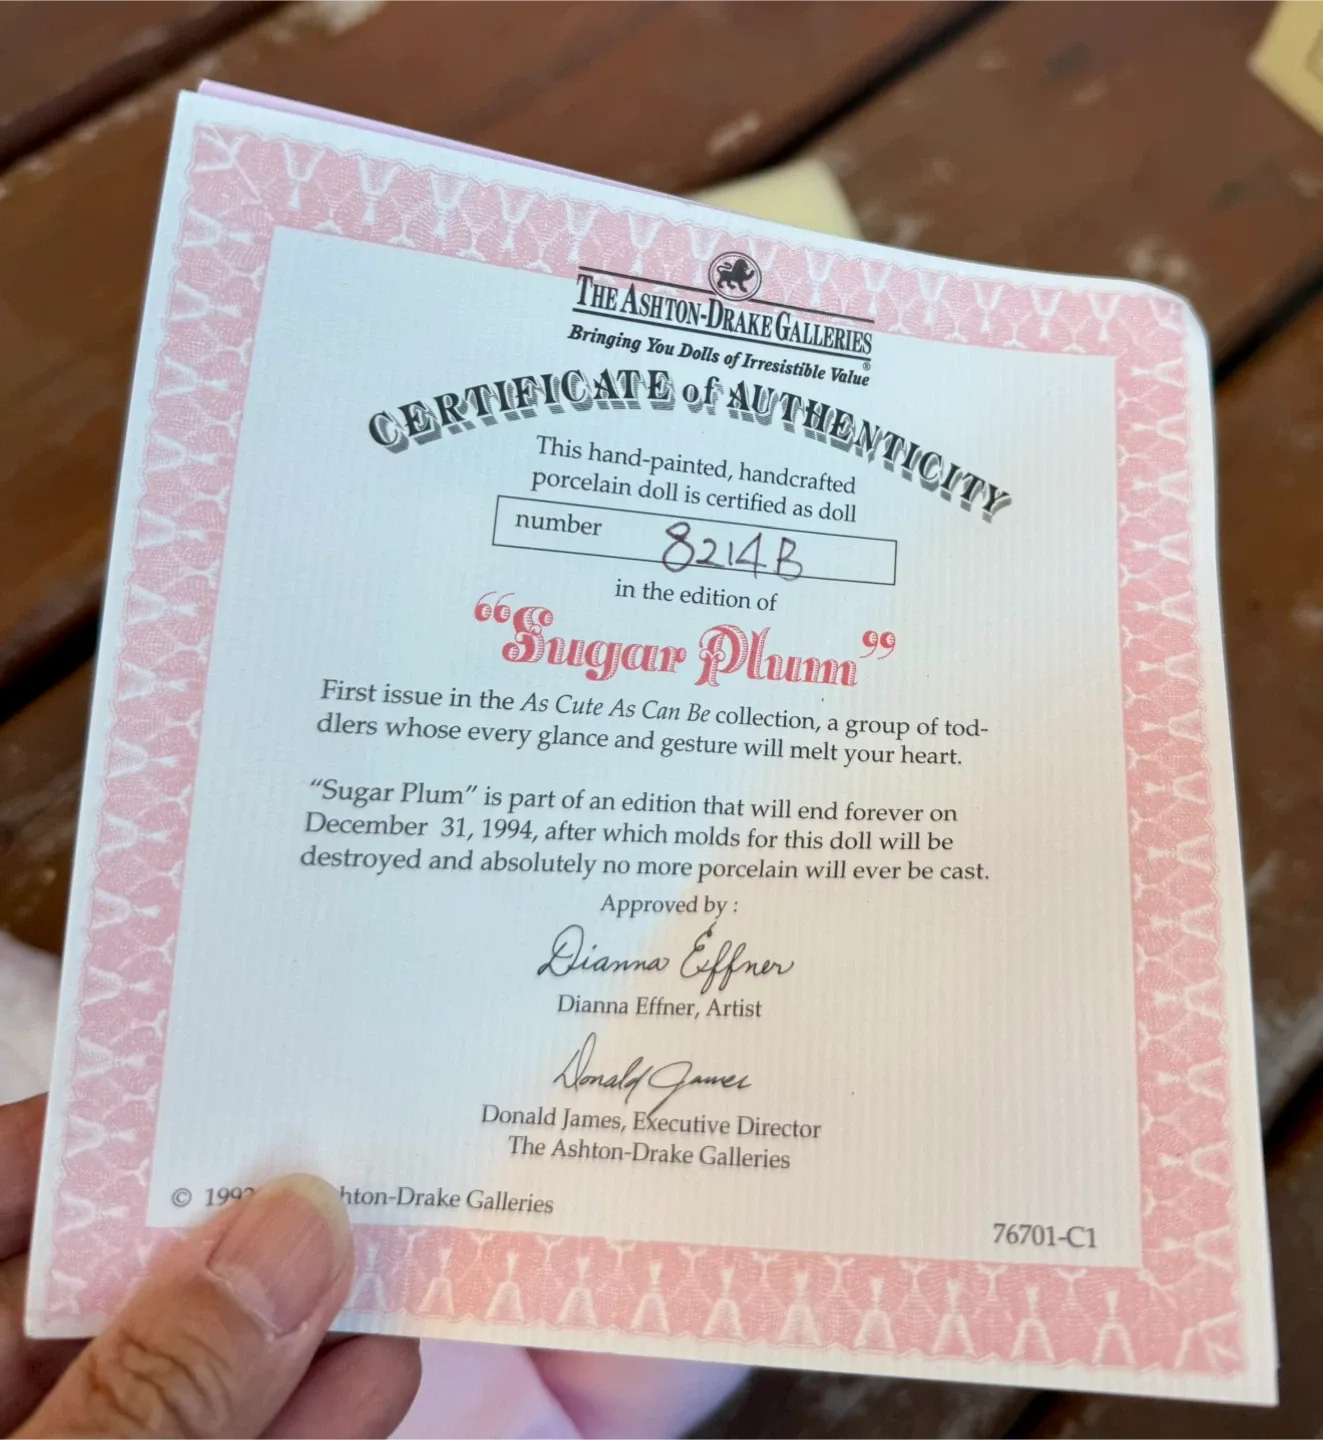 THE ASHTON-DRAKE GALLERIES ®
Bringing You Dolls of Irresistible Value
CERTIFICATE of AUTHENTICITY
This hand-painted, handcrafted
porcelain doll is certified as doll
number 8214B
in the edition of
“Sugar Plum”
First issue in the As Cute As Can Be collection, a group of tod-
dlers whose every glance and gesture will melt your heart.
“Sugar Plum” is part of an edition that will end forever on
December 31, 1994, after which molds for this doll will be
destroyed and absolutely no more porcelain will ever be cast.
Approved by :
Dianna Effner
Dianna Effner, Artist
Donald James
Donald James, Executive Director
The Ashton-Drake Galleries
© hton-Drake Galleries
76701-C1